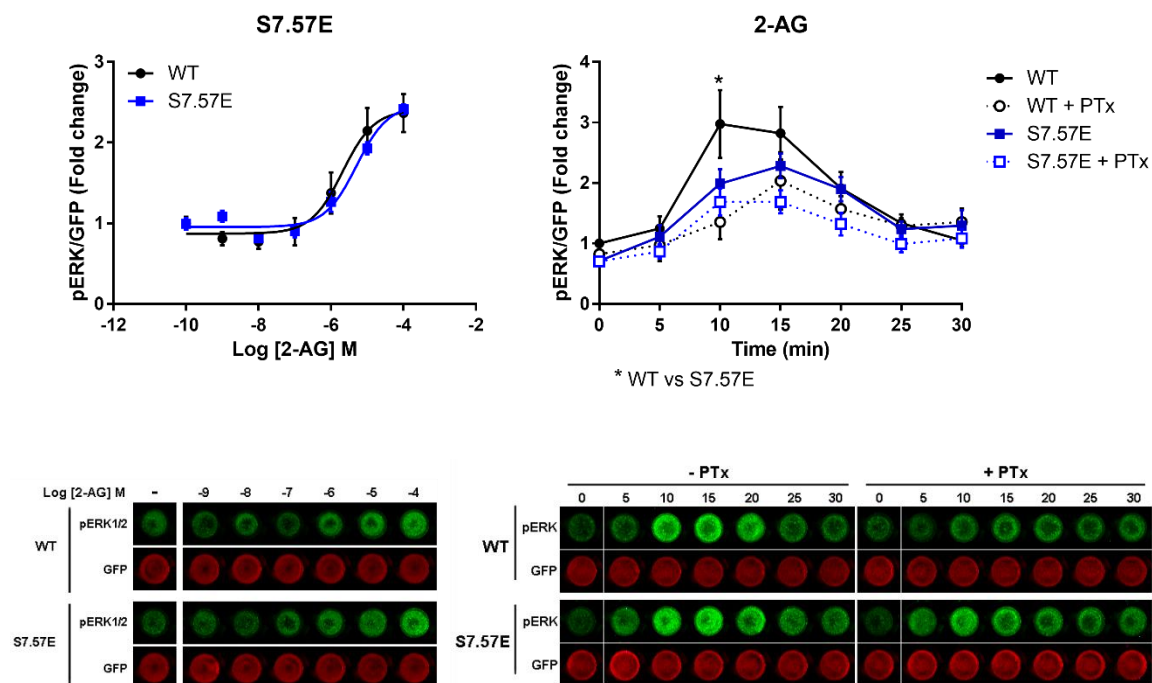 S7.57E
pERK/GFP (Fold change)
3
2
1
0
WT
S7.57E
-12 -10 -8 -6 -4 -2
Log [2-AG] M
2-AG
pERK/GFP (Fold change)
4
3
2
1
0
*
WT
WT + PTx
S7.57E
S7.57E + PTx
0 5 10 15 20 25 30
Time (min)
* WT vs S7.57E
Log [2-AG] M - -9 -8 -7 -6 -5 -4
WT
pERK1/2
GFP
S7.57E
pERK1/2
GFP
- PTx + PTx
0 5 10 15 20 25 30 0 5 10 15 20 25 30
WT
pERK
GFP
S7.57E
pERK
GFP